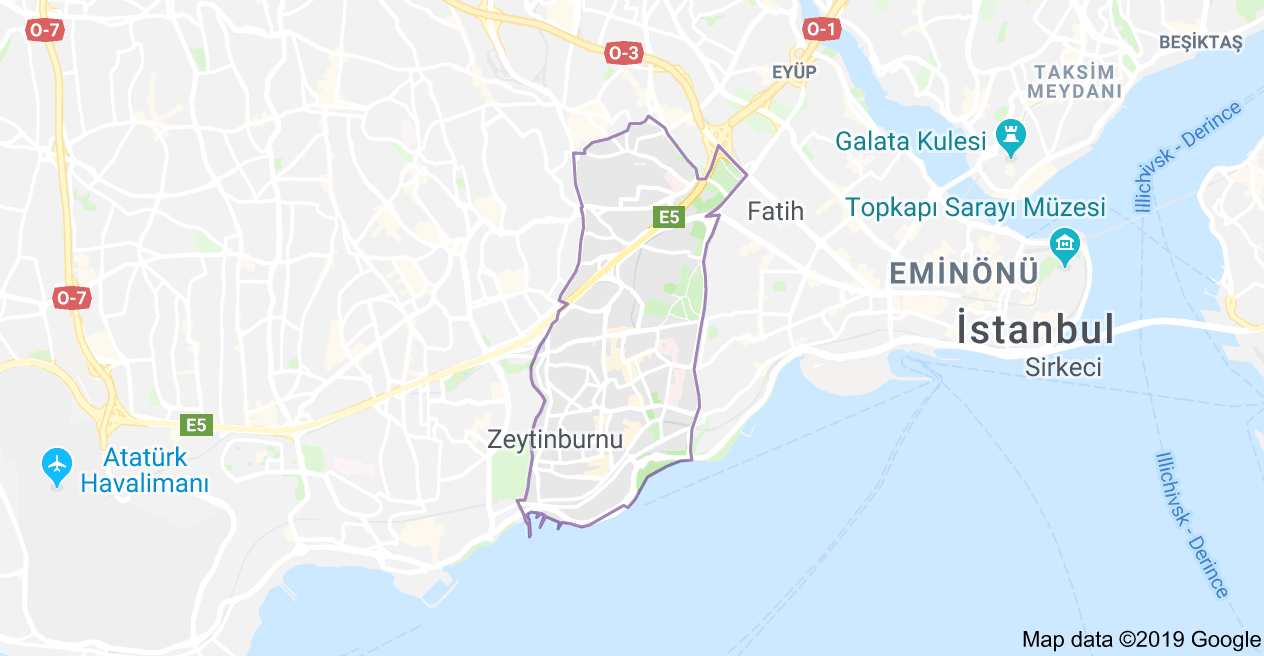 O-7
O-1
BEŞİKTAŞ
O-3
EYÜP
TAKSİM
MEYDANI
Galata Kulesi
Illichivsk - Derince
Topkapı Sarayı Müzesi
Fatih
E5
EMİNÖNÜ
O-7
İstanbul
Sirkeci
E5
Zeytinburnu
Atatürk
Havalimanı
Illichivsk - Derince
Map data ©2019 Google